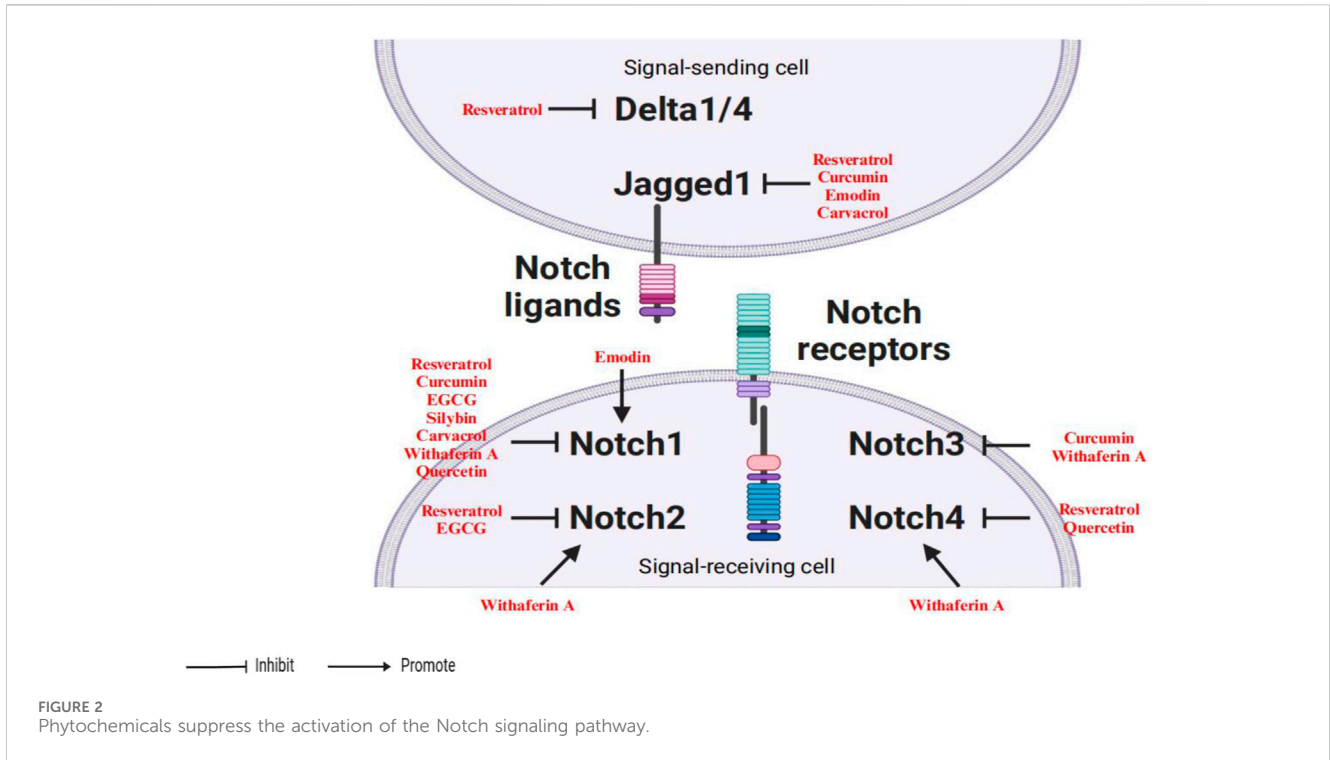 Signal-sending cell
Resveratrol
Delta1/4
Jagged1
Resveratrol
Curcumin
Emodin
Carvacrol
Notch
ligands
Notch
receptors
Emodin
Resveratrol
Curcumin
EGCG
Silybin
Carvacrol
Withaferin A
Quercetin
Notch1
Notch3
Curcumin
Withaferin A
Resveratrol
EGCG
Notch2
Notch4
Resveratrol
Quercetin
Signal-receiving cell
Withaferin A
Withaferin A
Inhibit
Promote
FIGURE 2
Phytochemicals suppress the activation of the Notch signaling pathway.